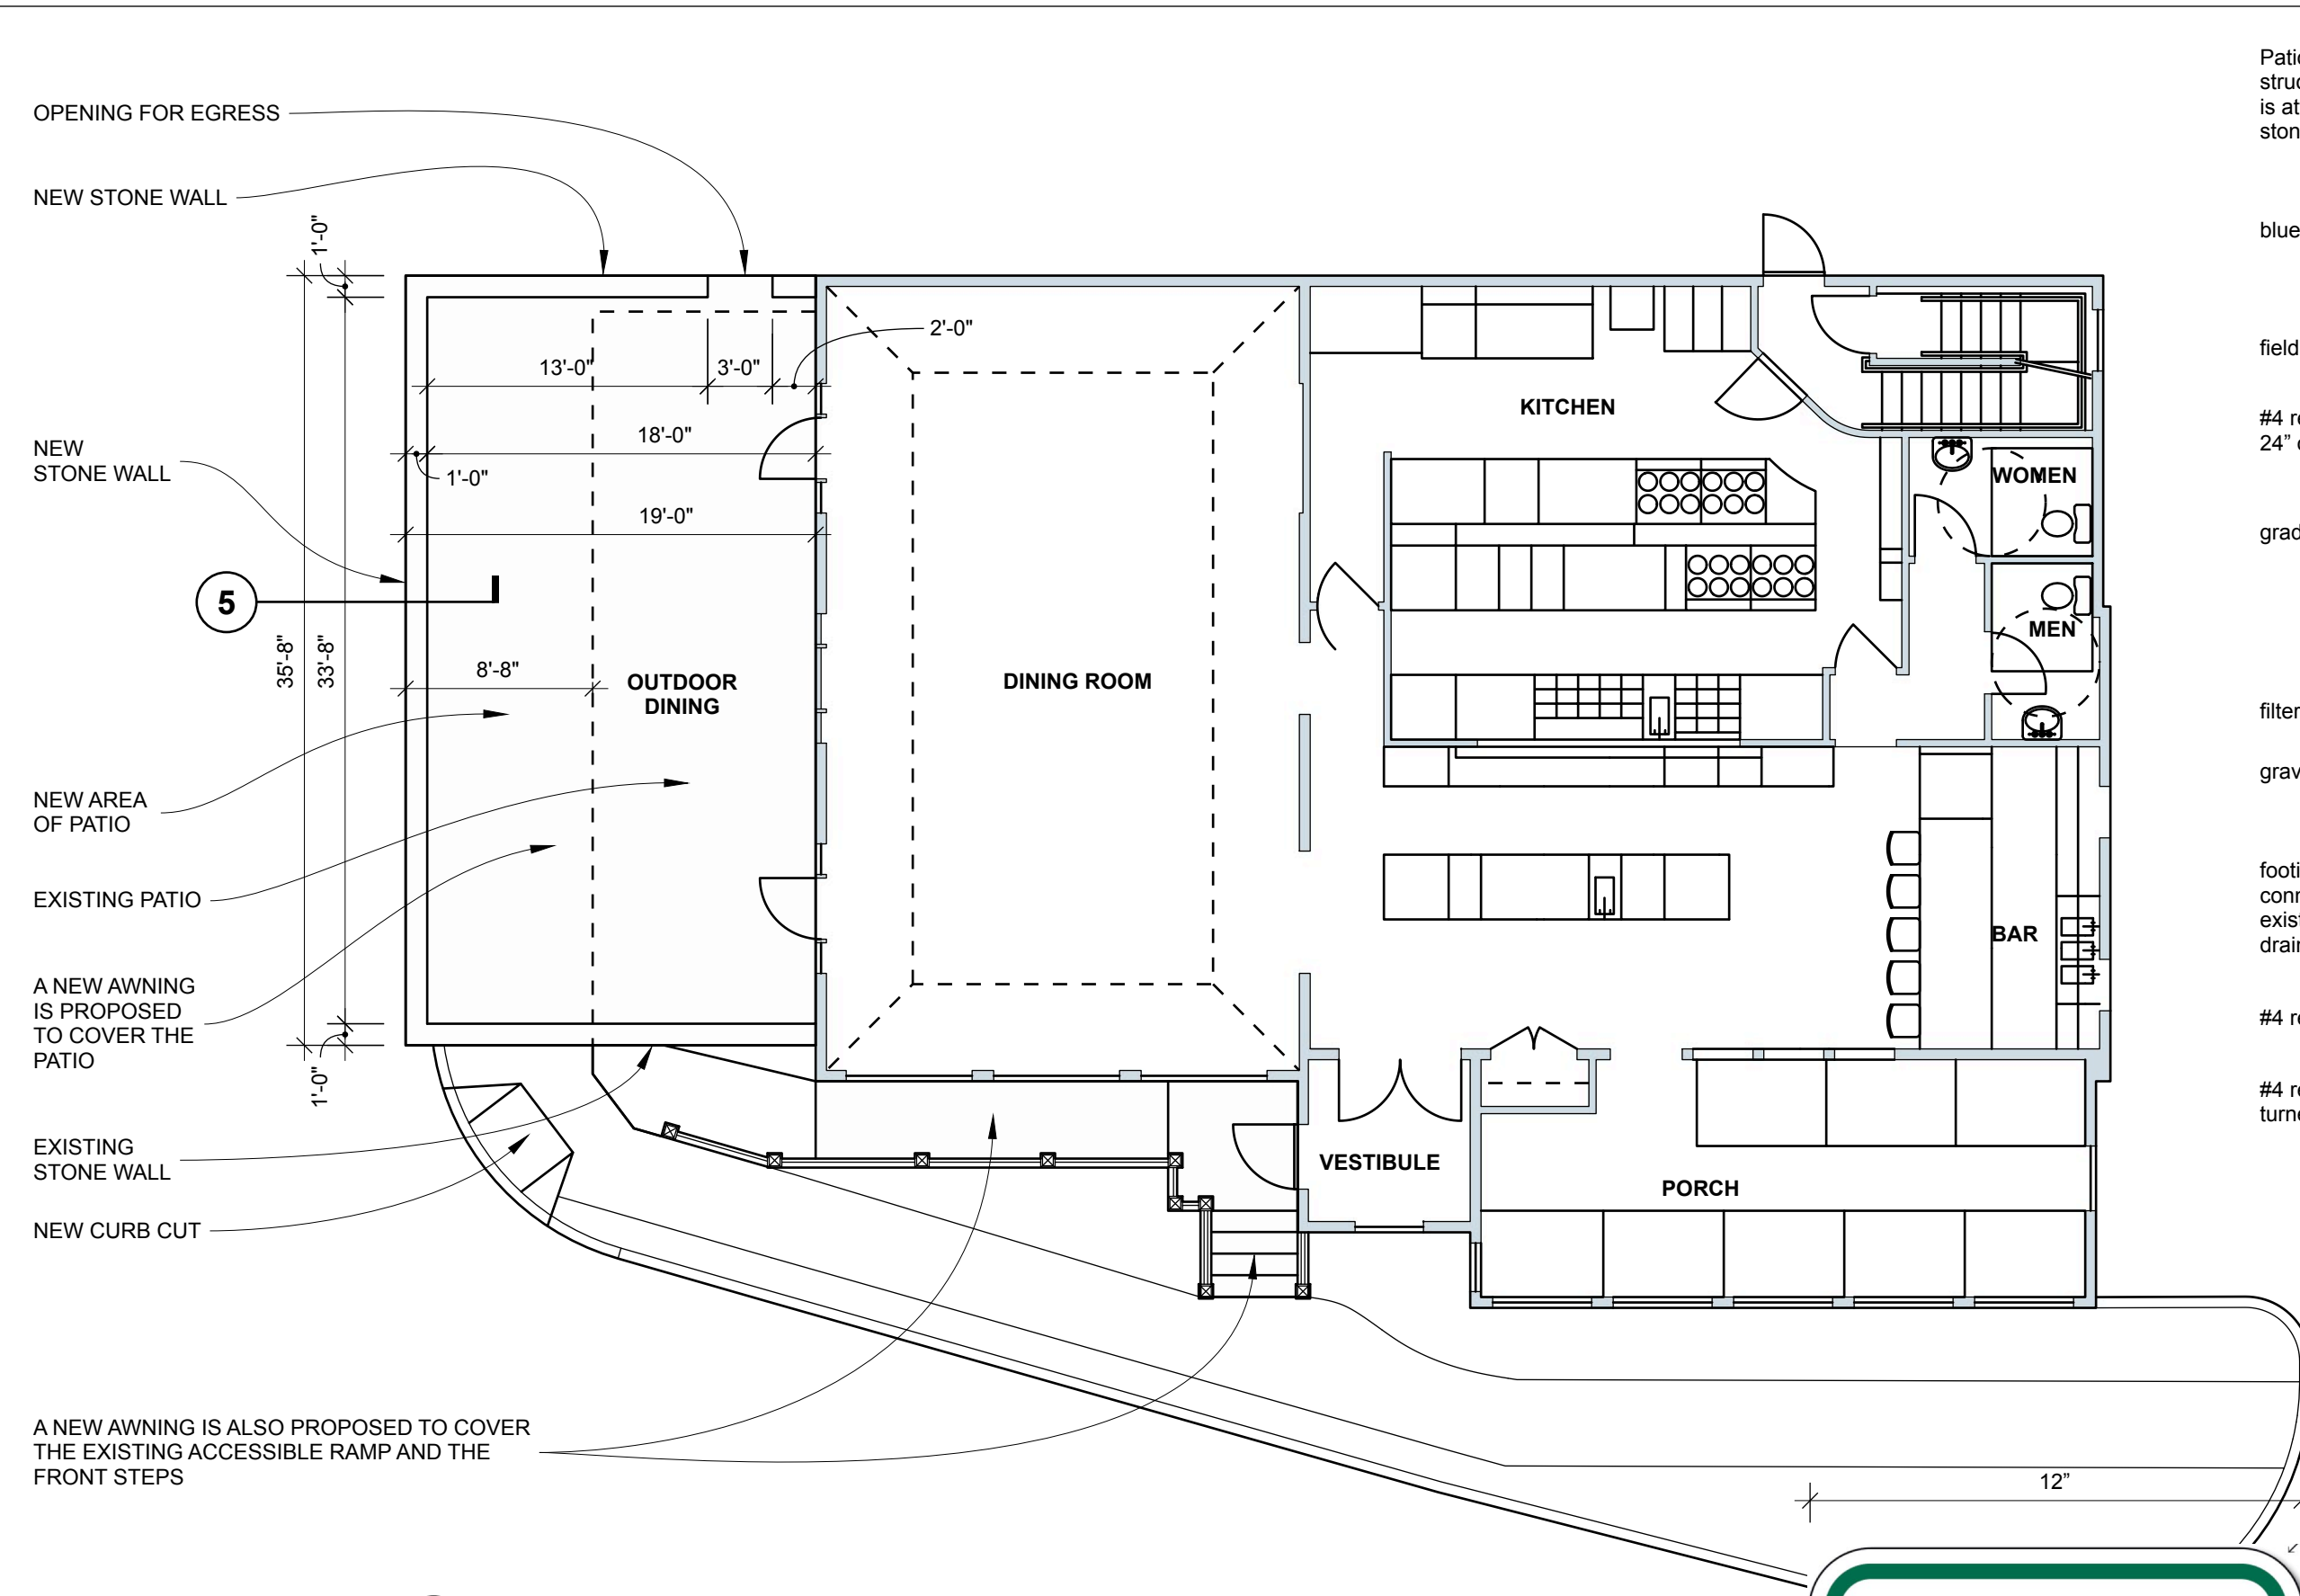 OPENING FOR EGRESS
NEW STONE WALL
1'-0"
2'-0"
13'-0"
3'-0"
KITCHEN
18'-0"
NEW
STONE WALL
1'-0"
WOMEN
19'-0"
5
MEN
35'-8"
33'-8"
8'-8"
OUTDOOR
DINING
DINING ROOM
NEW AREA
OF PATIO
EXISTING PATIO
BAR
A NEW AWNING
IS PROPOSED
TO COVER THE
PATIO
1'-0"
EXISTING
STONE WALL
VESTIBULE
PORCH
NEW CURB CUT
A NEW AWNING IS ALSO PROPOSED TO COVER
THE EXISTING ACCESSIBLE RAMP AND THE
FRONT STEPS
12”
is at
blue
field
#4
24”
filter
#4
#4